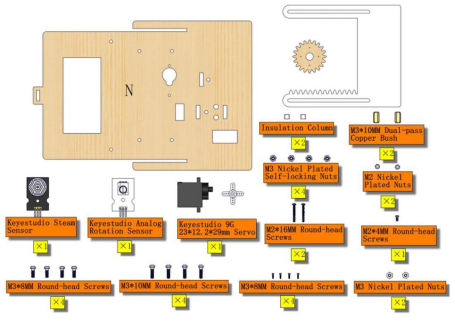 N
Insulation Column
×2
M3*10MM Dual-pass
Copper Bush
×2
M3 Nickel Plated
Self-locking Nuts
×4
M2 Nickel
Plated Nuts
×2
Keyestudio Steam
Sensor
×1
Keyestudio Analog
Rotation Sensor
×1
Keyestudio 9G
23*12.2*29mm Servo
×1
M2*16MM Round-head
Screws
×2
M2*4MM Round-head
Screws
×1
M3*8MM Round-head Screws
×4
M3*10MM Round-head Screws
×4
M3*8MM Round-head Screws
×4
M3 Nickel Plated Nuts
×2